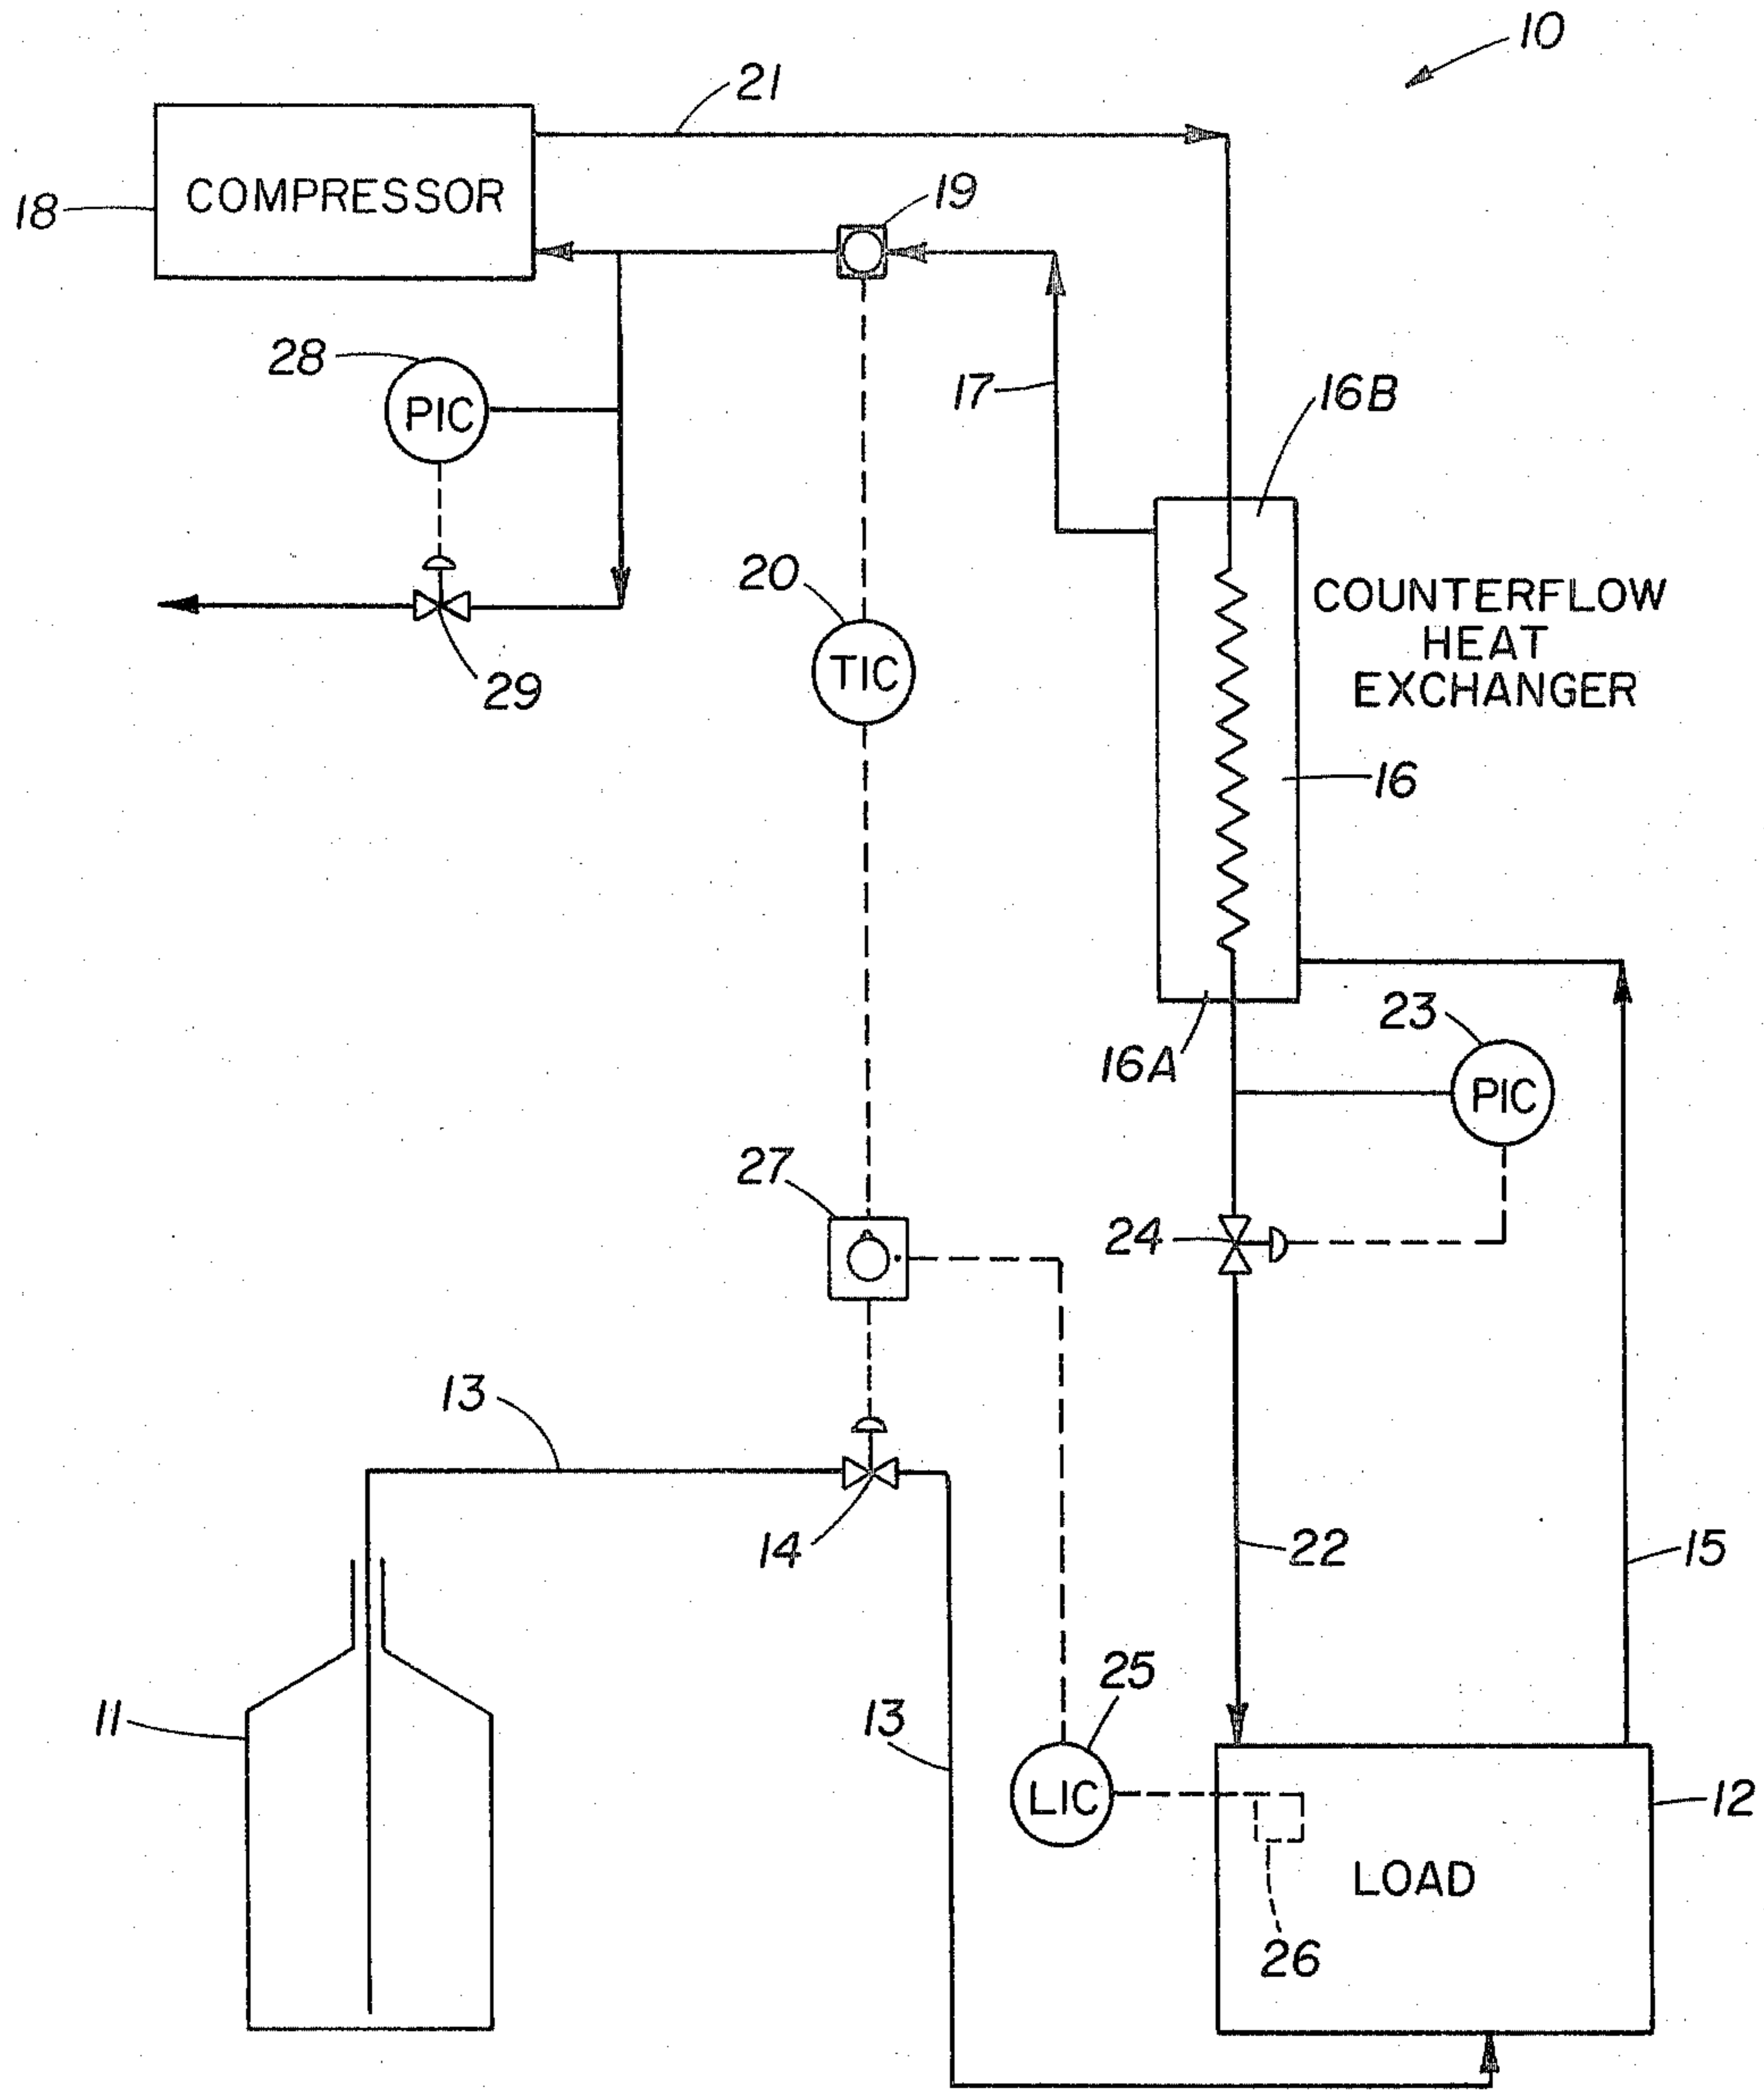 10
21
COMPRESSOR
18
19
28
PIC
17
16B
20
TIC
COUNTERFLOW
HEAT
EXCHANGER
29
16
23
16A
PIC
27
24
13
14
22
15
25
11
13
LIC
12
LOAD
26